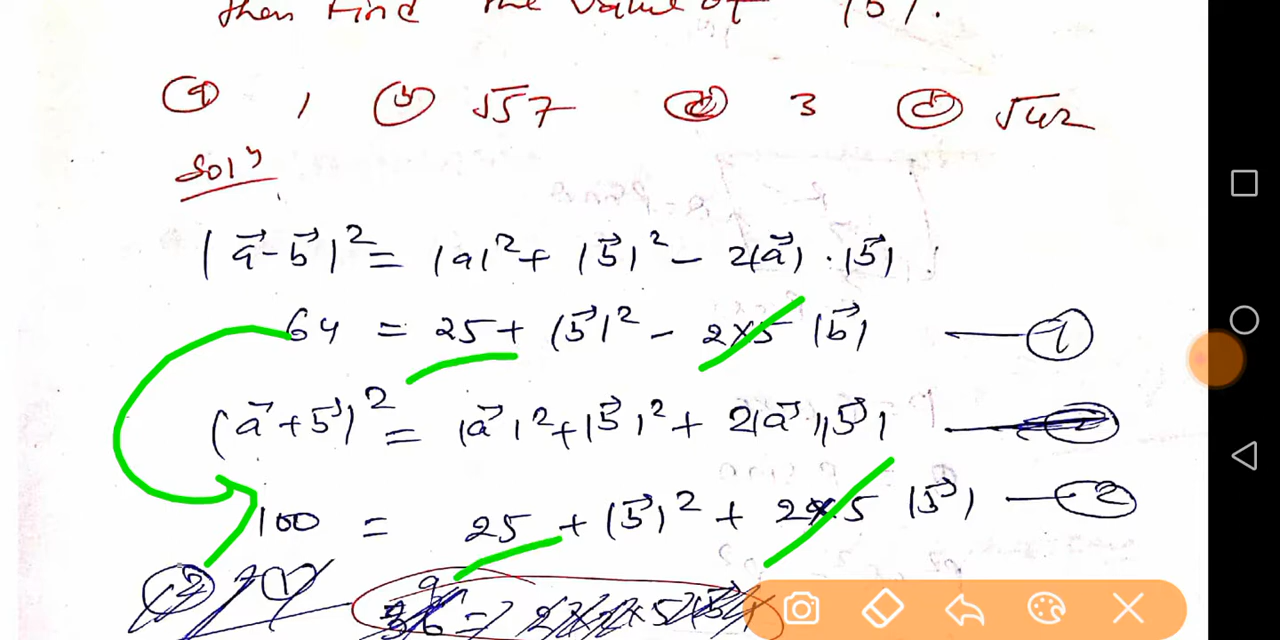 then find the value of |b|.
(a) 1 (b) √57 (c) 3 (d) √42
Solⁿ
|a⃗-b⃗|² = |a|² + |b⃗|² - 2|a⃗| · |b⃗|
64 = 25 + |b⃗|² - 2×5 |b⃗| — (1)
(a⃗+b⃗)² = |a⃗|² + |b⃗|² + 2|a⃗||b⃗|
100 = 25 + |b⃗|² + 2×5 |b⃗| — (2)